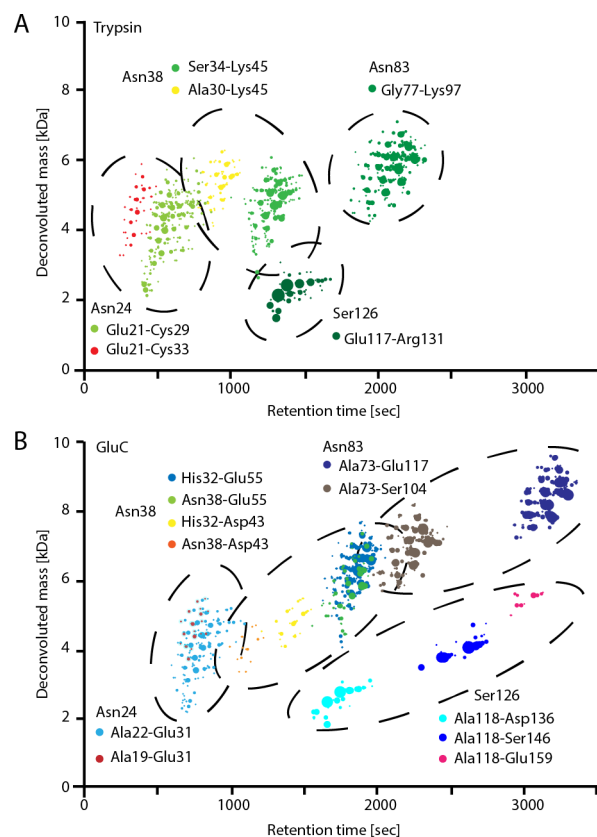 A
Trypsin
Asn38
Ser34-Lys45
Ala30-Lys45
Asn83
Gly77-Lys97
Asn24
Glu21-Cys29
Glu21-Cys33
Ser126
Glu117-Arg131
Deconvoluted mass [kDa]
10
8
6
4
2
0
0
1000
2000
3000
Retention time [sec]
B
GluC
Asn38
His32-Glu55
Asn38-Glu55
His32-Asp43
Asn38-Asp43
Asn83
Ala73-Glu117
Ala73-Ser104
Asn24
Ala22-Glu31
Ala19-Glu31
Ser126
Ala118-Asp136
Ala118-Ser146
Ala118-Glu159
Deconvoluted mass [kDa]
10
8
6
4
2
0
0
1000
2000
3000
Retention time [sec]